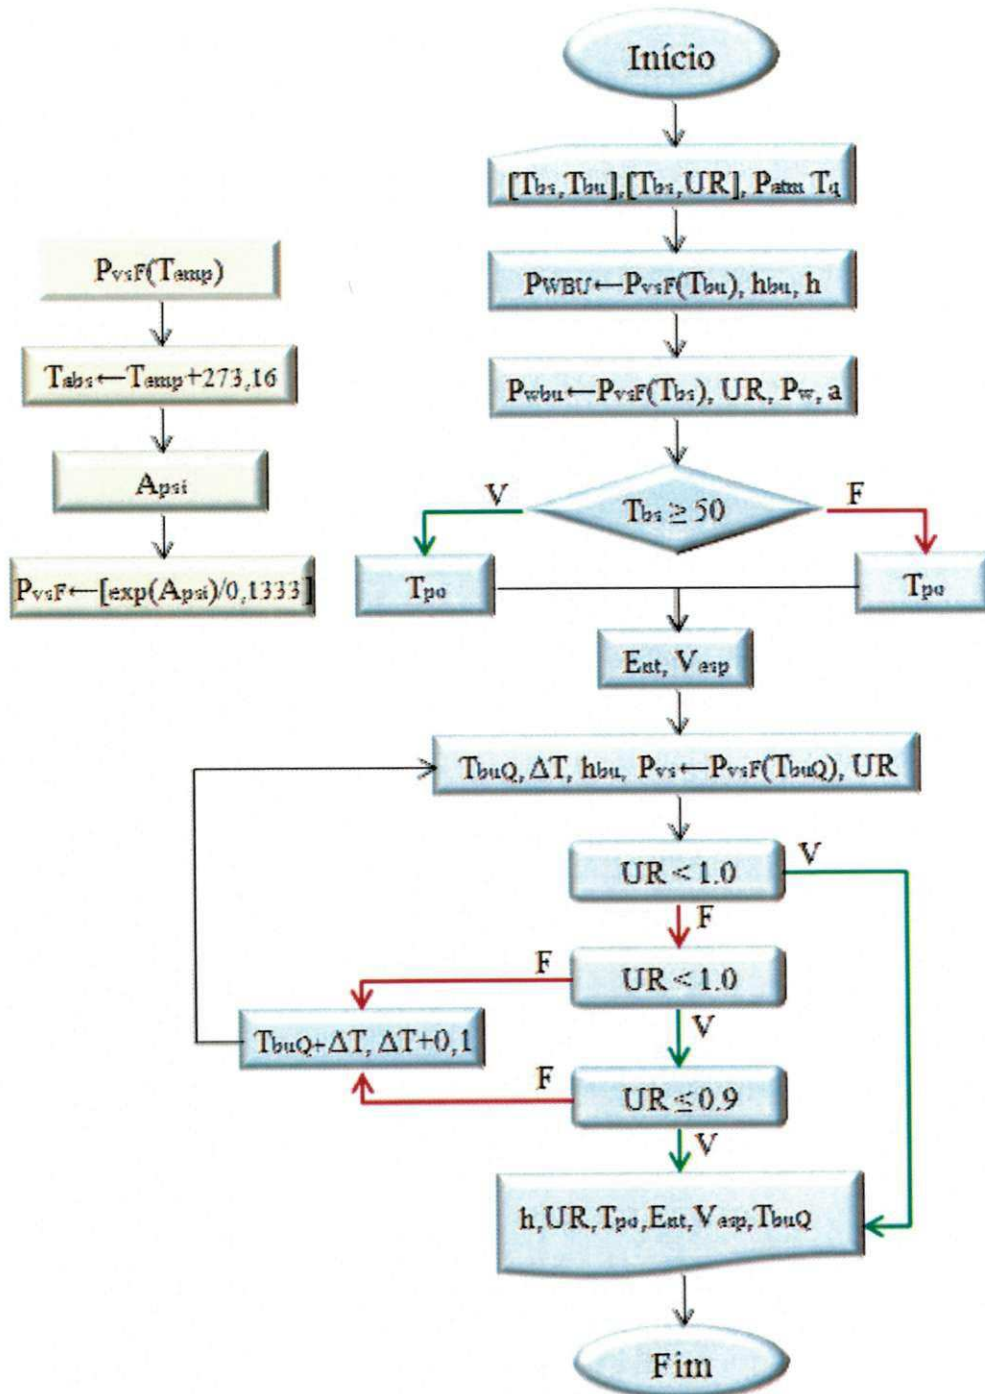 Início
[Tbs,Tbu],[Tbs,UR], Patm Tq
PWBU←PvsF(Tbu), hbu, h
Pwbu←PvsF(Tbs), UR, Pw, a
Tbs ≥ 50
V
F
Tpo
Tpo
Ent, Vesp
TbuQ, ΔT, hbu, Pvs←PvsF(TbuQ), UR
UR < 1.0
V
F
UR < 1.0
F
V
TbuQ+ΔT, ΔT+0,1
UR ≤ 0.9
F
V
h,UR,Tpo,Ent,Vesp,TbuQ
Fim
PvsF(Temp)
Tabs←Temp+273,16
Apsi
PvsF←[exp(Apsi)/0,1333]